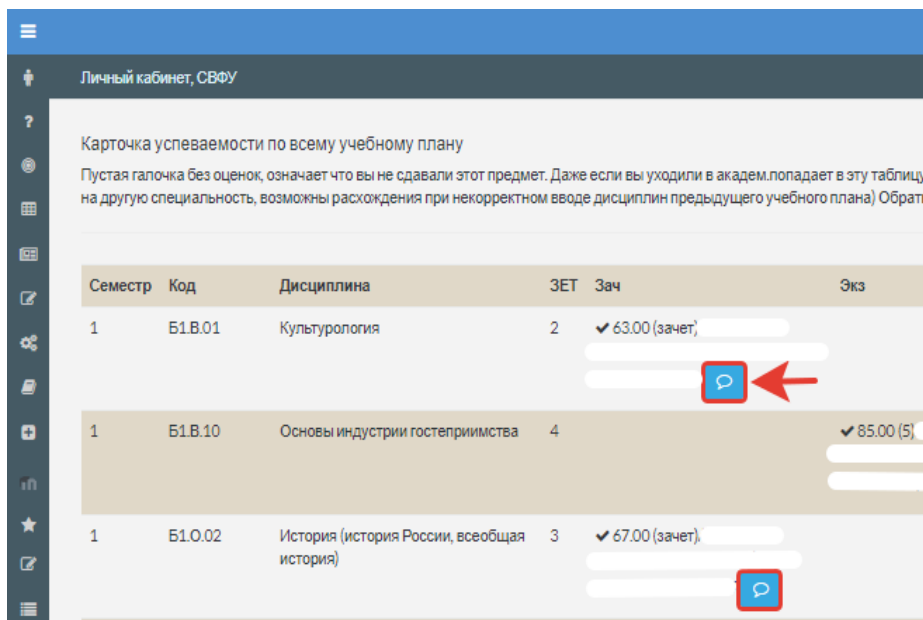 Личный кабинет, СВФУ
Карточка успеваемости по всему учебному плану
Пустая галочка без оценок, означает что вы не сдавали этот предмет. Даже если вы уходили в академ.попадает в эту таблицу
на другую специальность, возможны расхождения при некорректном вводе дисциплин предыдущего учебного плана) Обрат
Семестр Код Дисциплина ЗЕТ Зач Экз
1 Б1.В.01 Культурология 2 ✔ 63.00 (зачет)
1 Б1.В.10 Основы индустрии гостеприимства 4 ✔ 85.00 (5)
1 Б1.О.02 История (история России, всеобщая 3 ✔ 67.00 (зачет),
история)